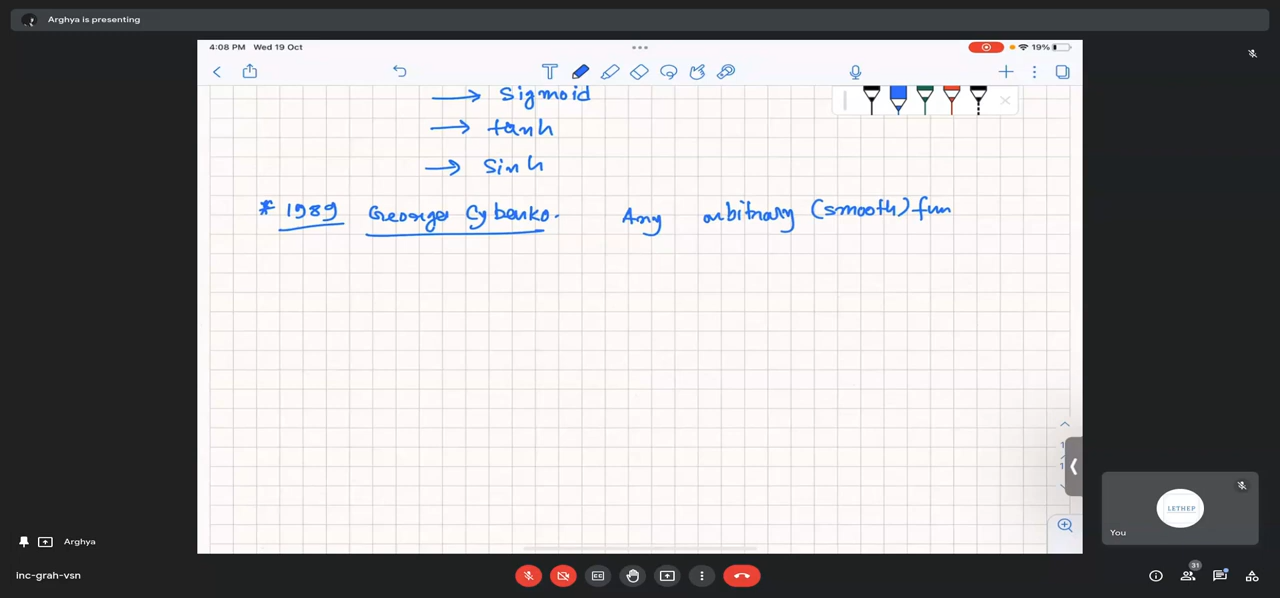 Arghya is presenting
4:08 PM Wed 19 Oct
19%
T
→ Sigmoid
→ tanh
→ Sinh
* 1989 George Cybenko. Any arbitrary (smooth) fun
LETHEP
You
Arghya
lnc-grah-vsn
31